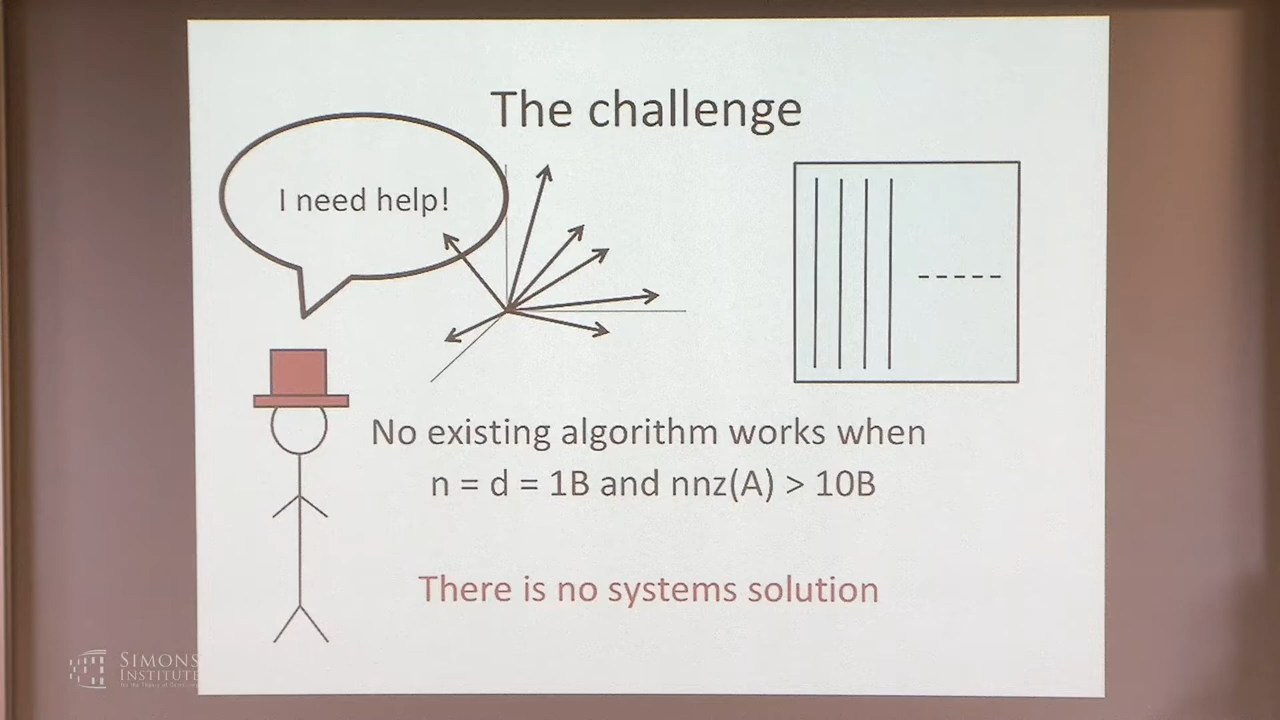 The challenge
I need help!
No existing algorithm works when
n = d = 1B and nnz(A) > 10B
There is no systems solution
SIMONS
INSTITUTE